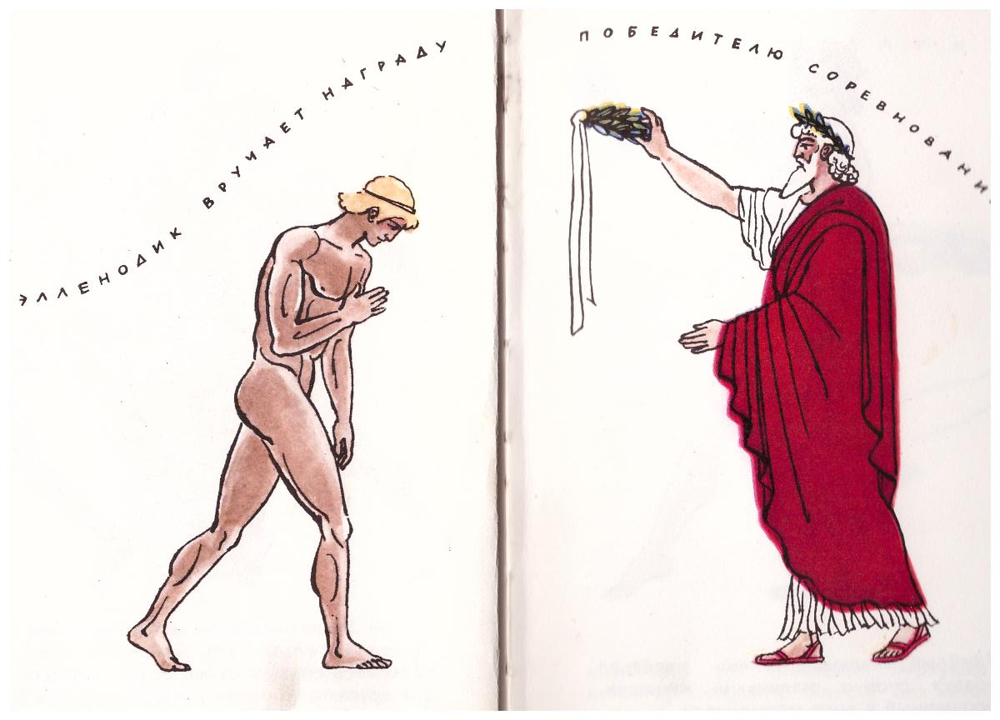 ЭЛЛЕНОДИК ВРУЧАЕТ НАГРАДУ
ПОБЕДИТЕЛЮ СОРЕВНОВАНИ